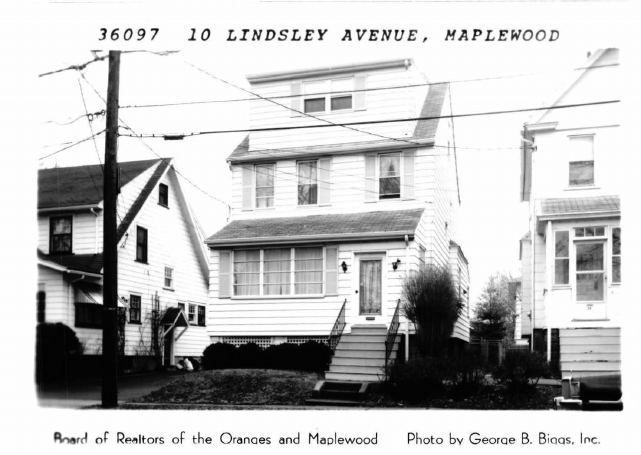 36097 10 LINDSLEY AVENUE, MAPLEWOOD
Board of Realtors of the Oranges and Maplewood Photo by George B. Biggs, Inc.